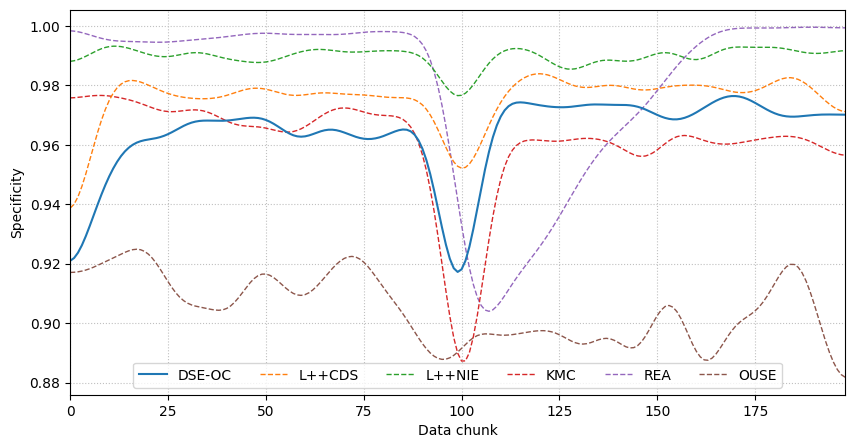 1.00
0.98
0.96
0.94
0.92
0.90
0.88
Specificity
DSE-OC L++CDS L++NIE KMC REA OUSE
0 25 50 75 100 125 150 175
Data chunk